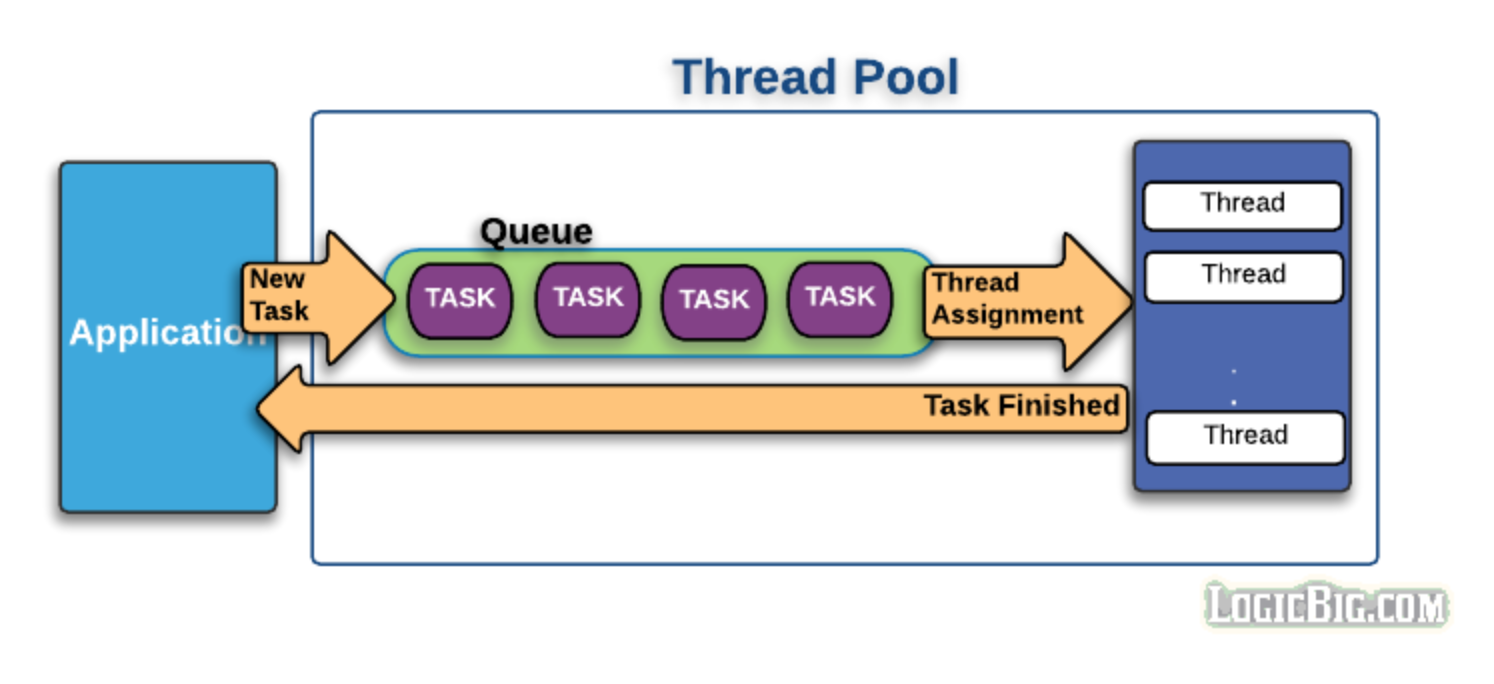 Thread Pool
Application
New
Task
Queue
TASK
TASK
TASK
TASK
Thread
Assignment
Thread
Thread
.
.
Thread
Task Finished
LOGICBIG.COM